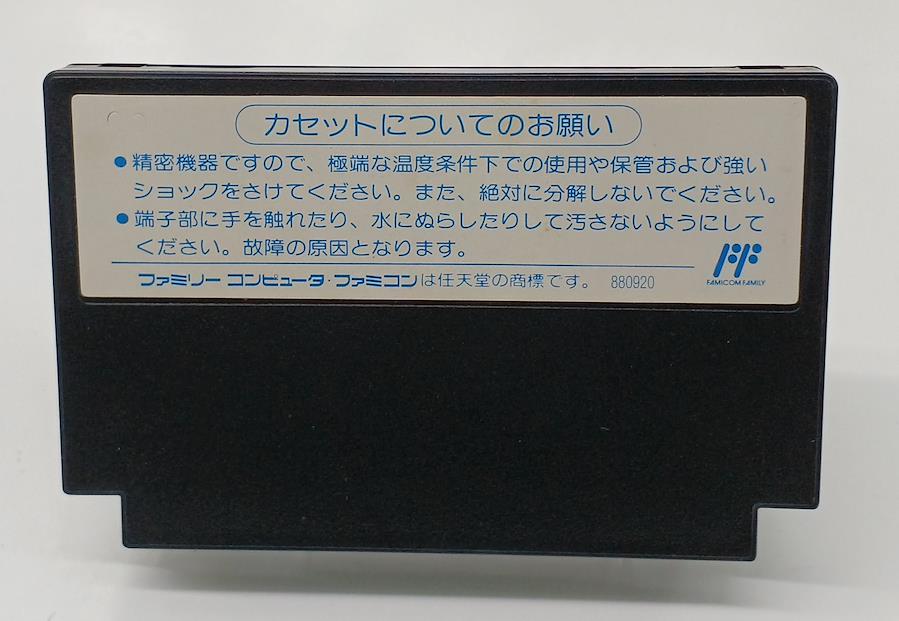 カセットについてのお願い
●精密機器ですので、極端な温度条件下での使用や保管および強い
ショックをさけてください。また、絶対に分解しないでください。
●端子部に手を触れたり、水にぬらしたりして汚さないようにして
ください。故障の原因となります。
ファミリーコンピュータ・ファミコンは任天堂の商標です。 880920
FAMICOM FAMILY